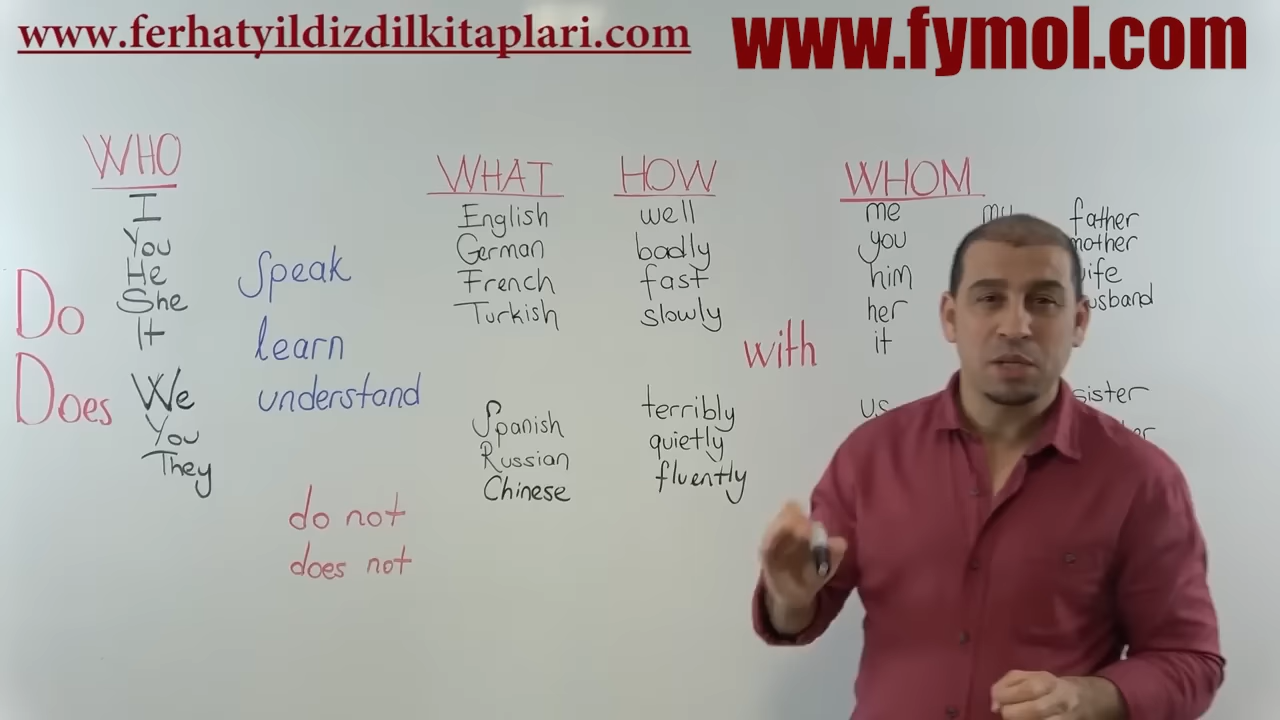 www.ferhatyildizdilkitaplari.com
www.fymol.com
WHO
I
You
He
She
It
We
You
They
Do
Does
Speak
learn
understand
do not
does not
WHAT
English
German
French
Turkish
Spanish
Russian
Chinese
HOW
well
badly
fast
slowly
terribly
quietly
fluently
with
WHOM
me
you
him
her
it
us
my
father
mother
sister